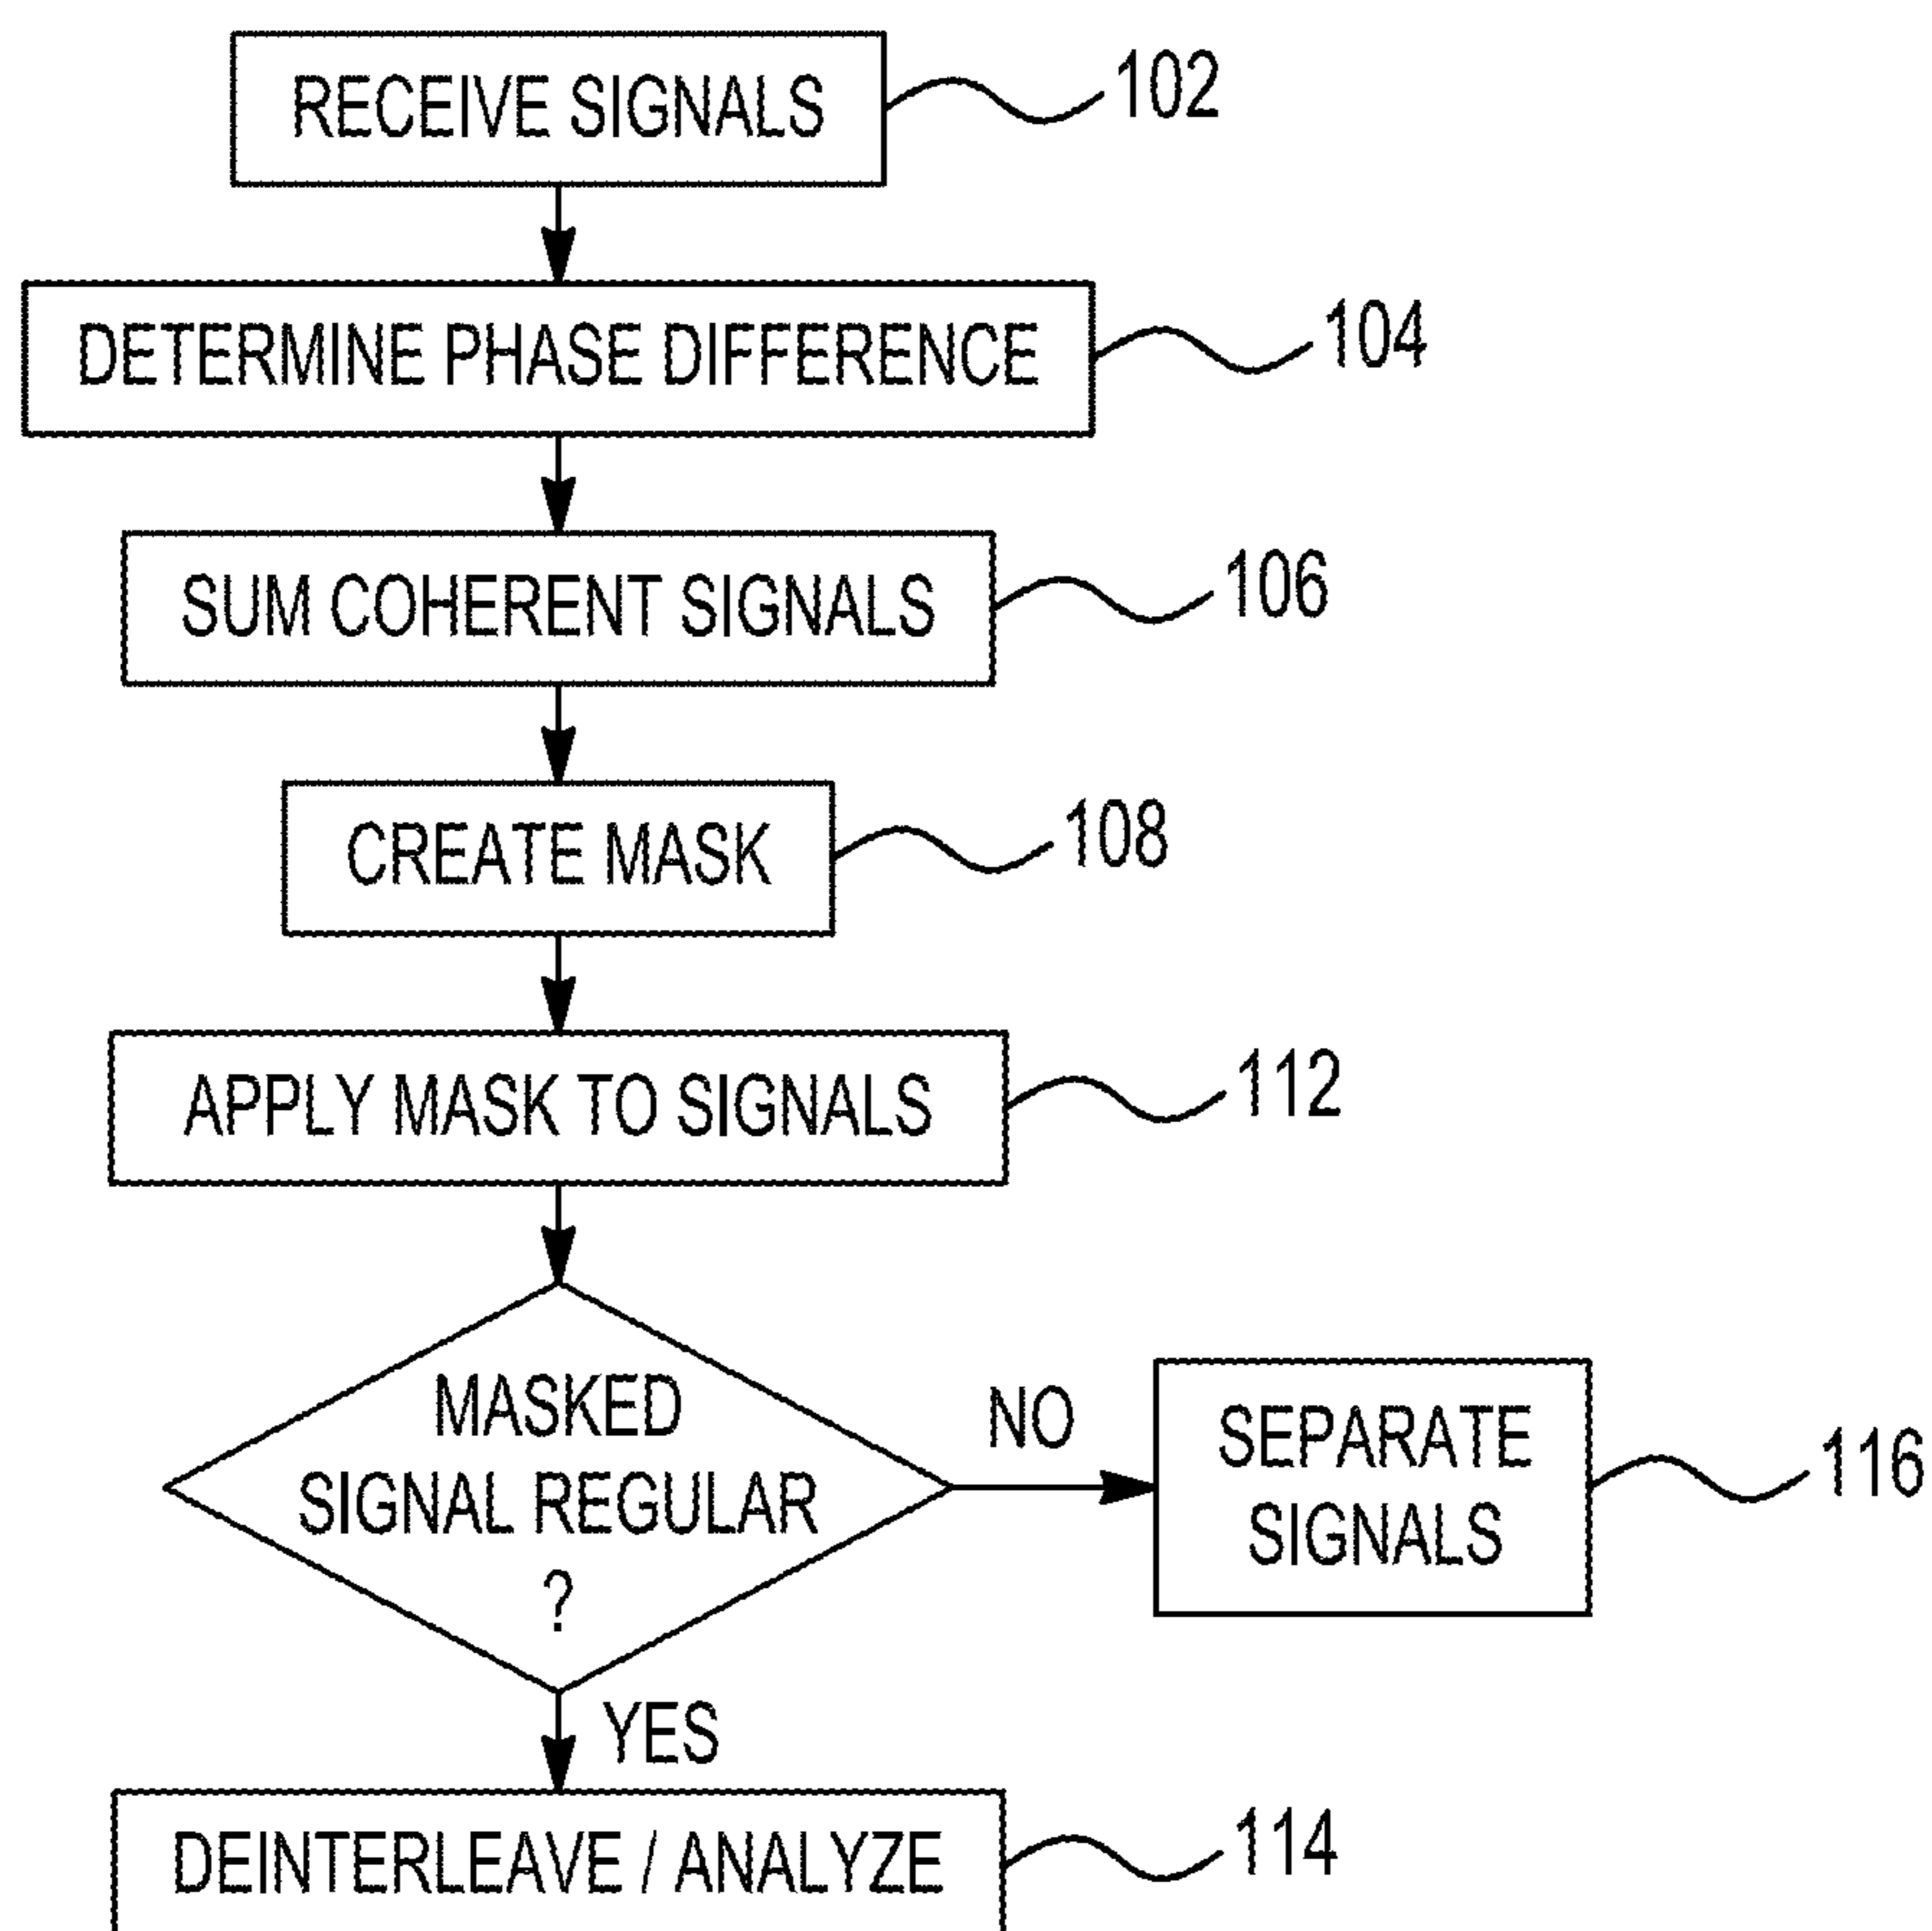 RECEIVE SIGNALS
102
DETERMINE PHASE DIFFERENCE
104
SUM COHERENT SIGNALS
106
CREATE MASK
108
APPLY MASK TO SIGNALS
112
MASKED
SIGNAL REGULAR
?
NO
SEPARATE
SIGNALS
116
YES
DEINTERLEAVE / ANALYZE
114